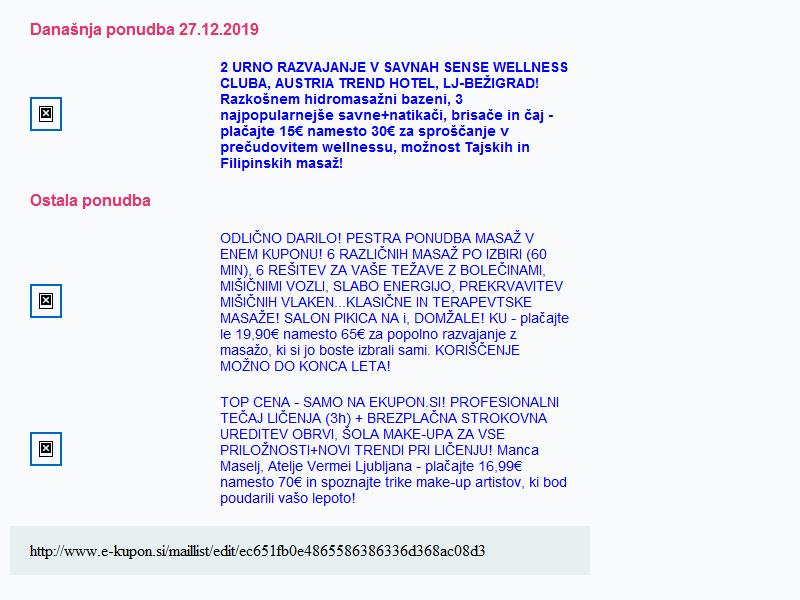 Današnja ponudba 27.12.2019
2 URNO RAZVAJANJE V SAVNAH SENSE WELLNESS
CLUBA, AUSTRIA TREND HOTEL, LJ-BEŽIGRAD!
Razkošnem hidromasažni bazeni, 3
najpopularnejše savne+natikači, brisače in čaj -
plačajte 15€ namesto 30€ za sproščanje v
prečudovitem wellnessu, možnost Tajskih in
Filipinskih masaž!
Ostala ponudba
ODLIČNO DARILO! PESTRA PONUDBA MASAŽ V
ENEM KUPONU! 6 RAZLIČNIH MASAŽ PO IZBIRI (60
MIN), 6 REŠITEV ZA VAŠE TEŽAVE Z BOLEČINAMI,
MIŠIČNIMI VOZLI, SLABO ENERGIJO, PREKRVAVITEV
MIŠIČNIH VLAKEN...KLASIČNE IN TERAPEVTSKE
MASAŽE! SALON PIKICA NA i, DOMŽALE! KU - plačajte
le 19,90€ namesto 65€ za popolno razvajanje z
masažo, ki si jo boste izbrali sami. KORIŠČENJE
MOŽNO DO KONCA LETA!
TOP CENA - SAMO NA EKUPON.SI! PROFESIONALNI
TEČAJ LIČENJA (3h) + BREZPLAČNA STROKOVNA
UREDITEV OBRVI, ŠOLA MAKE-UPA ZA VSE
PRILOŽNOSTI+NOVI TRENDI PRI LIČENJU! Manca
Maselj, Atelje Vermei Ljubljana - plačajte 16,99€
namesto 70€ in spoznajte trike make-up artistov, ki bod
poudarili vašo lepoto!
http://www.e-kupon.si/maillist/edit/ec651fb0e4865586386336d368ac08d3